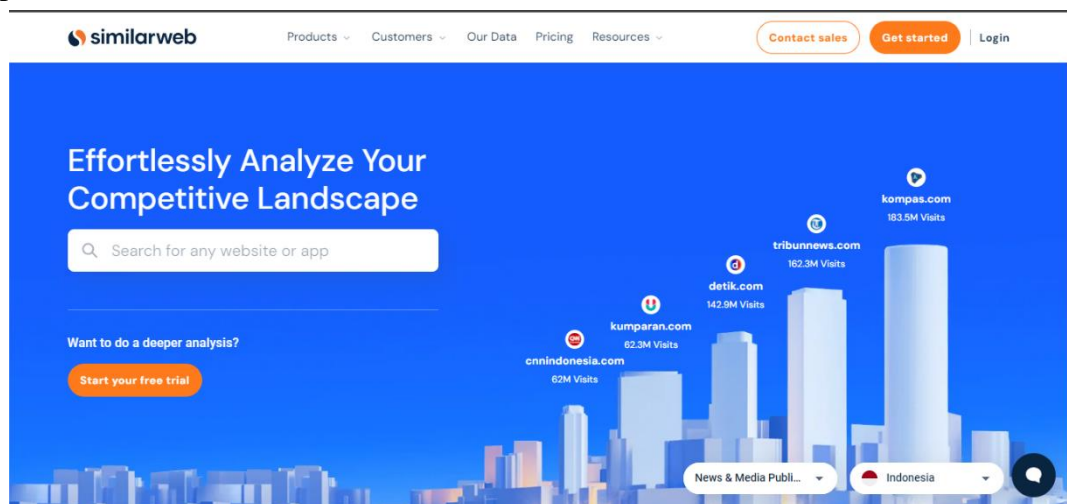 similarweb
Products Customers Our Data Pricing Resources
Contact sales
Get started
Login
Effortlessly Analyze Your
Competitive Landscape
Search for any website or app
Want to do a deeper analysis?
Start your free trial
kompas.com
183.5M Visits
tribunnews.com
162.3M Visits
detik.com
142.9M Visits
kumparan.com
62.3M Visits
CNN
cnnindonesia.com
62M Visits
News & Media Publi...
Indonesia